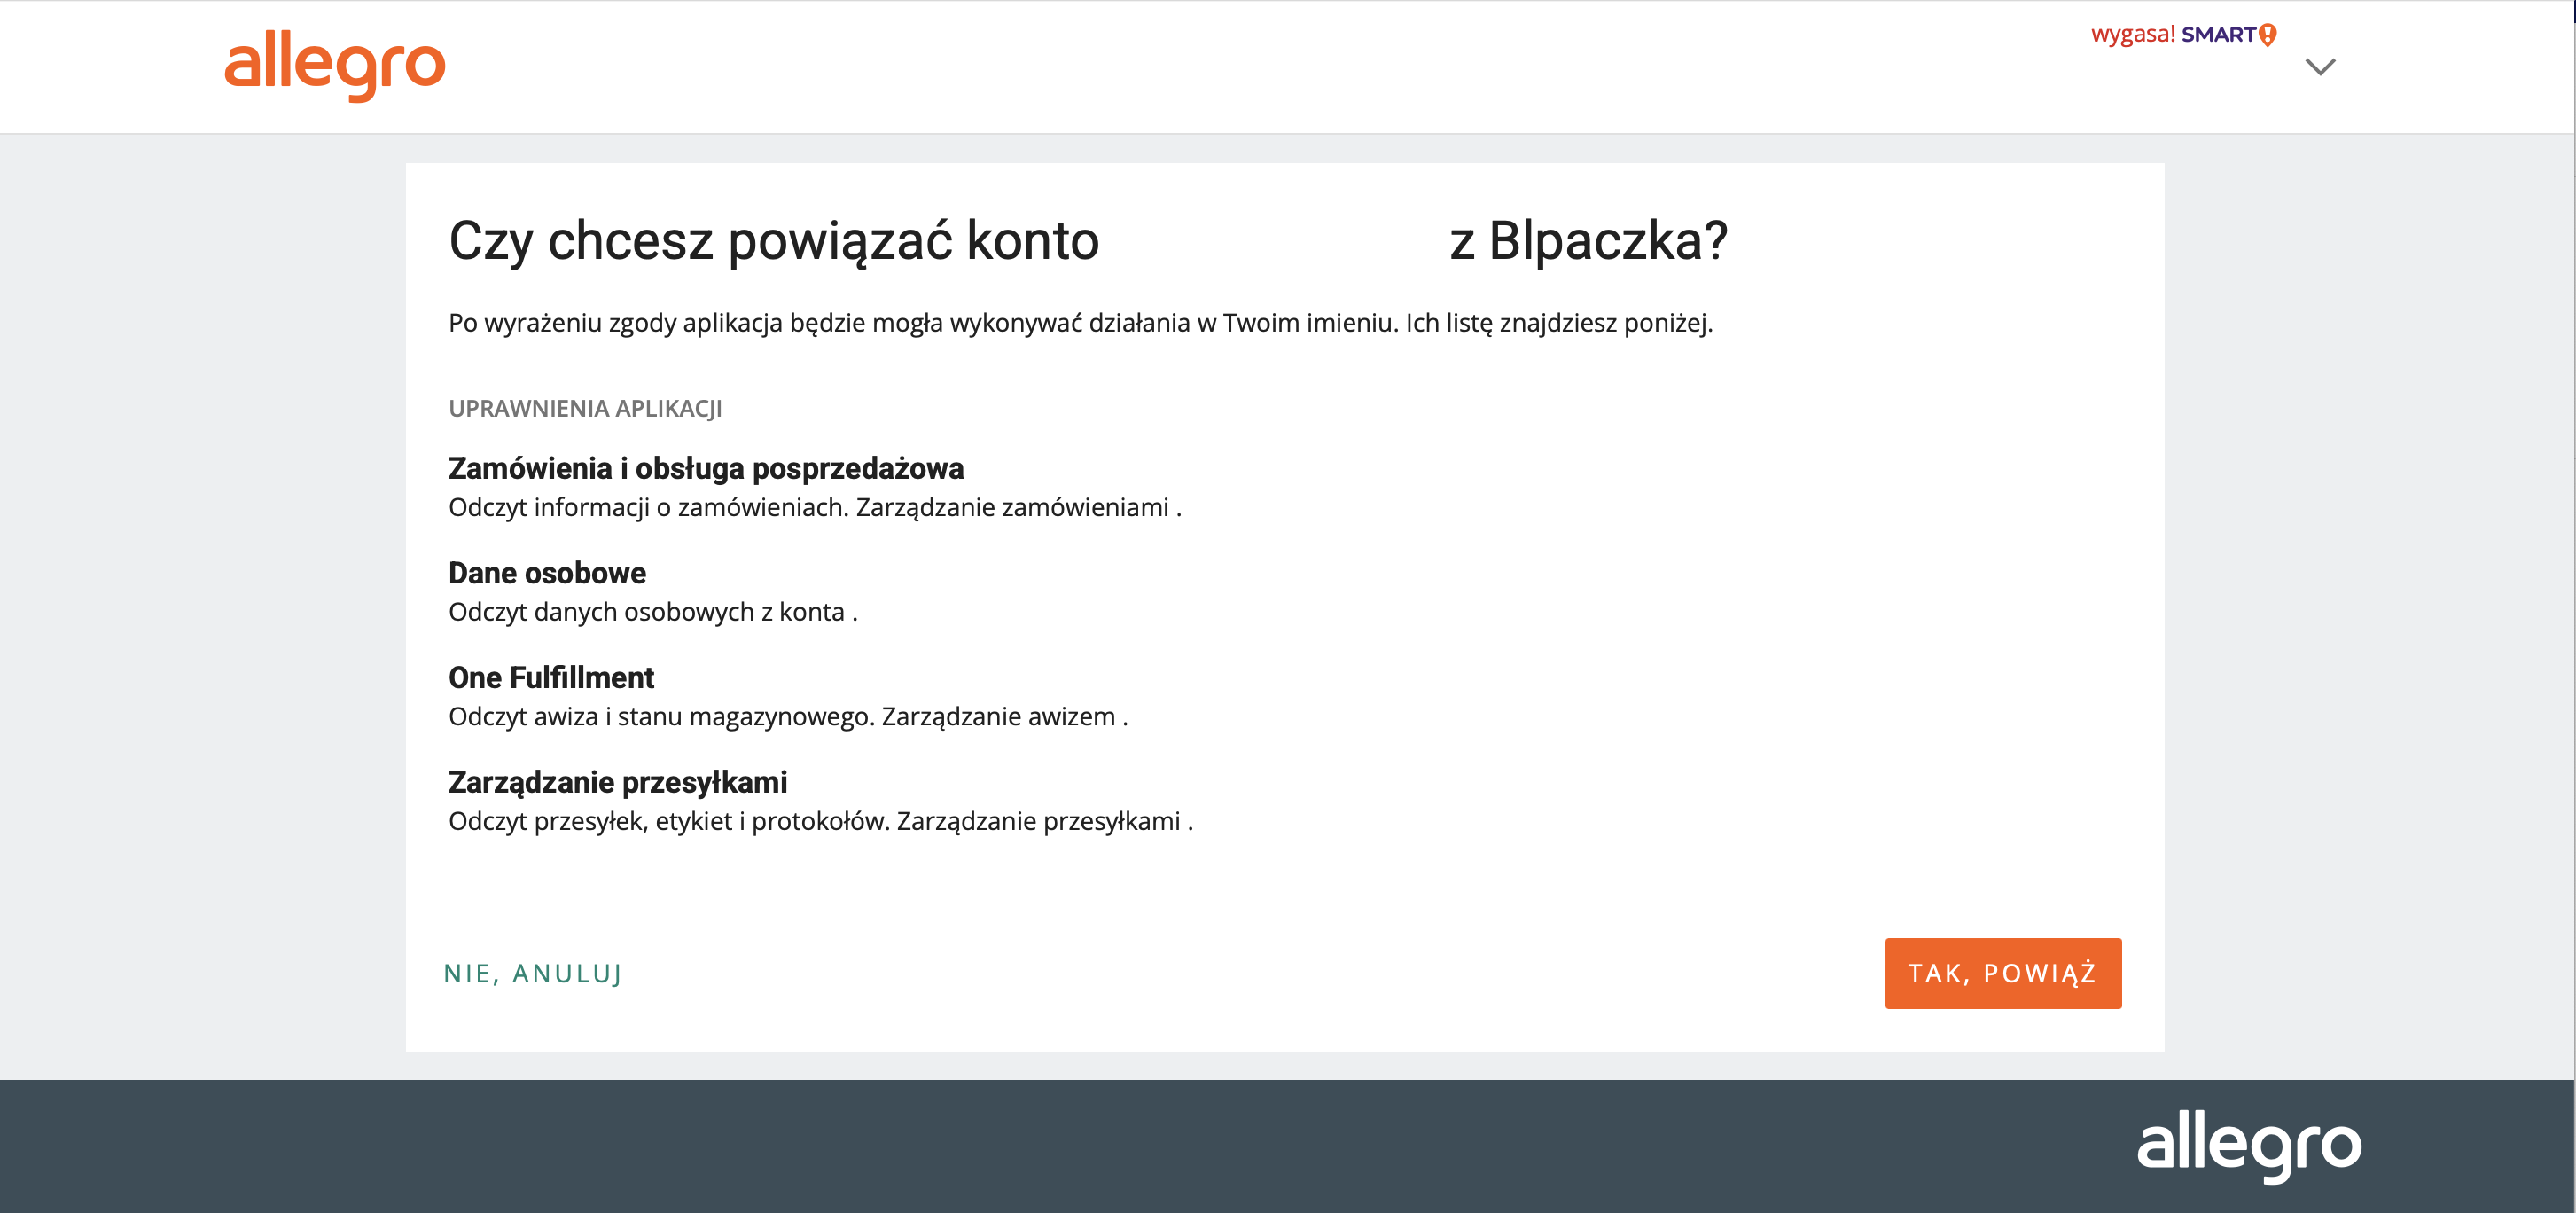 allegro
wygasa! SMART!
Czy chcesz powiązać konto z Blpaczka?
Po wyrażeniu zgody aplikacja będzie mogła wykonywać działania w Twoim imieniu. Ich listę znajdziesz poniżej.
UPRAWNIENIA APLIKACJI
Zamówienia i obsługa posprzedażowa
Odczyt informacji o zamówieniach. Zarządzanie zamówieniami .
Dane osobowe
Odczyt danych osobowych z konta .
One Fulfillment
Odczyt awiza i stanu magazynowego. Zarządzanie awizem .
Zarządzanie przesyłkami
Odczyt przesyłek, etykiet i protokołów. Zarządzanie przesyłkami .
NIE, ANULUJ
TAK, POWIĄŻ
allegro